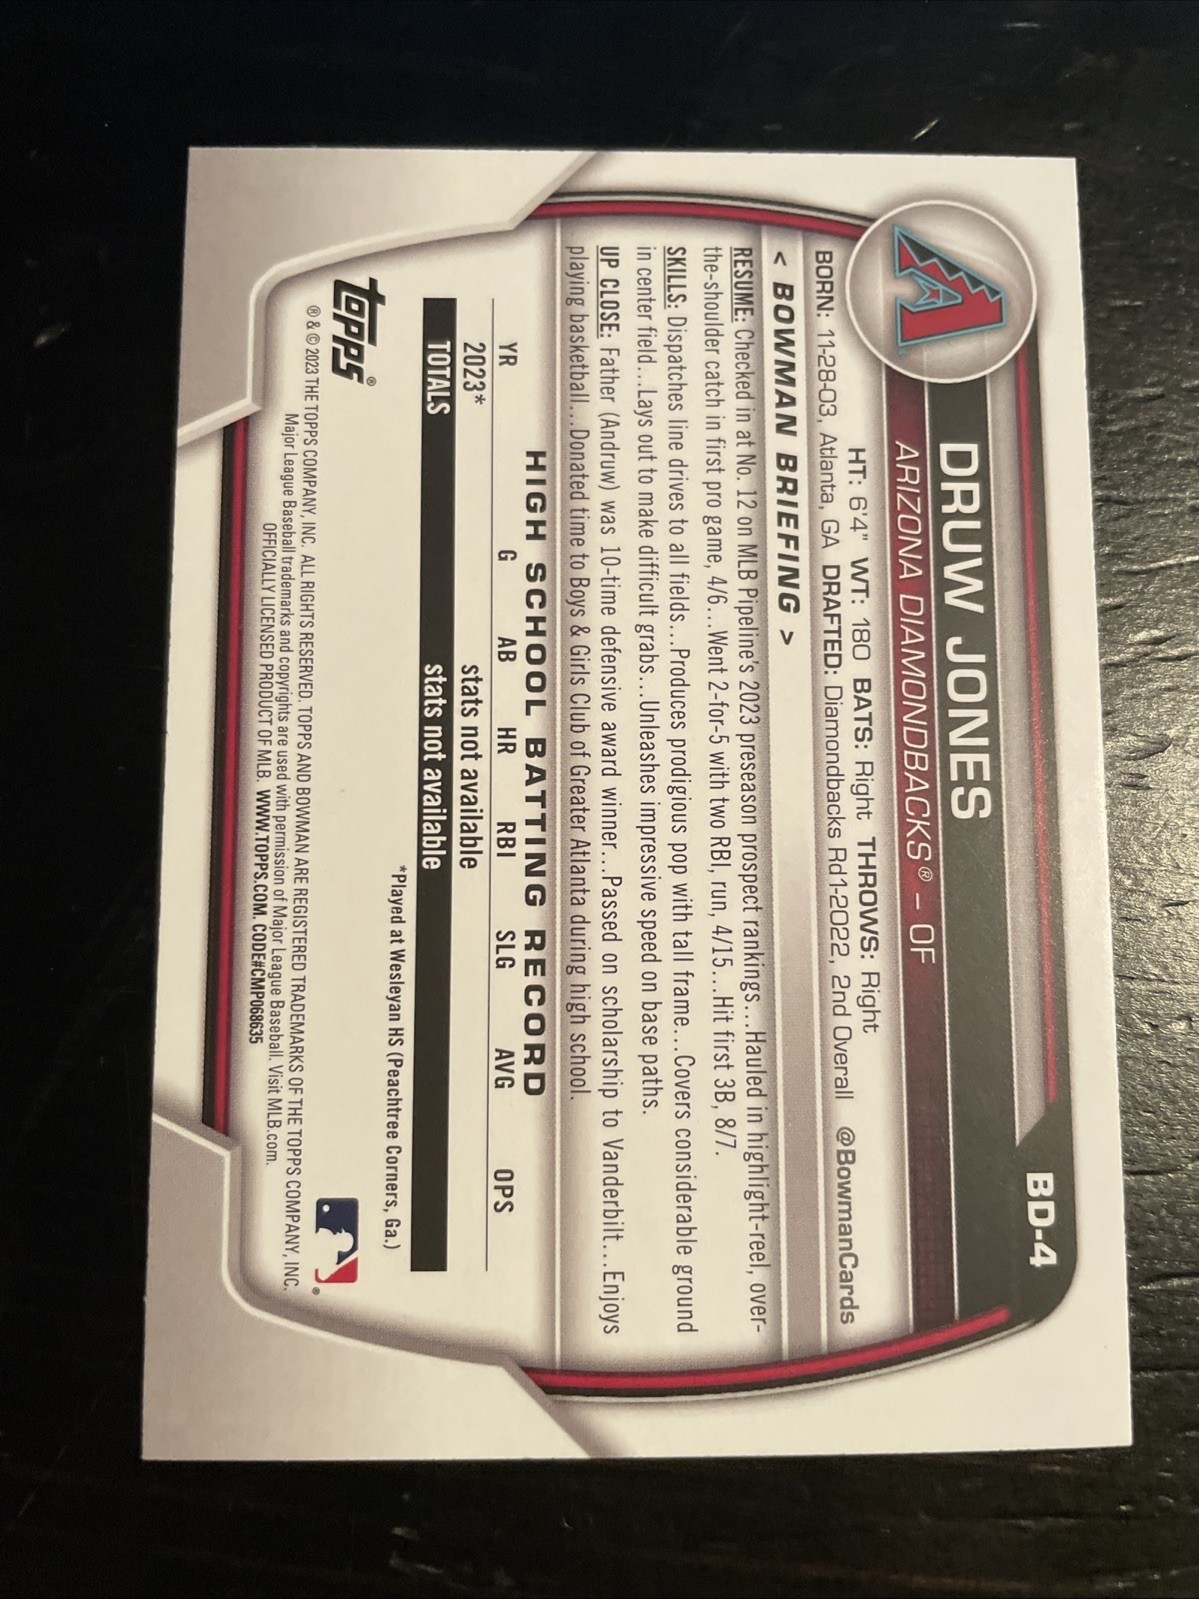 BD-4
DRUW JONES
ARIZONA DIAMONDBACKS® – OF
HT: 6'4" WT: 180 BATS: Right THROWS: Right
BORN: 11-28-03, Atlanta, GA DRAFTED: Diamondbacks Rd1-2022, 2nd Overall @BowmanCards
< BOWMAN BRIEFING >
RESUME: Checked in at No. 12 on MLB Pipeline's 2023 preseason prospect rankings...Hauled in highlight-reel, over-
the-shoulder catch in first pro game, 4/6...Went 2-for-5 with two RBI, run, 4/15...Hit first 3B, 8/7.
SKILLS: Dispatches line drives to all fields...Produces prodigious pop with tall frame...Covers considerable ground
in center field...Lays out to make difficult grabs...Unleashes impressive speed on base paths.
UP CLOSE: Father (Andruw) was 10-time defensive award winner...Passed on scholarship to Vanderbilt...Enjoys
playing basketball...Donated time to Boys & Girls Club of Greater Atlanta during high school.
HIGH SCHOOL BATTING RECORD
YR G AB HR RBI SLG AVG OPS
2023* stats not available
TOTALS stats not available
*Played at Wesleyan HS (Peachtree Corners, Ga.)
Topps®
® & © 2023 THE TOPPS COMPANY, INC. ALL RIGHTS RESERVED. TOPPS AND BOWMAN ARE REGISTERED TRADEMARKS OF THE TOPPS COMPANY, INC.
Major League Baseball trademarks and copyrights are used with permission of Major League Baseball. Visit MLB.com.
OFFICIALLY LICENSED PRODUCT OF MLB. WWW.TOPPS.COM. CODE#CMP068635